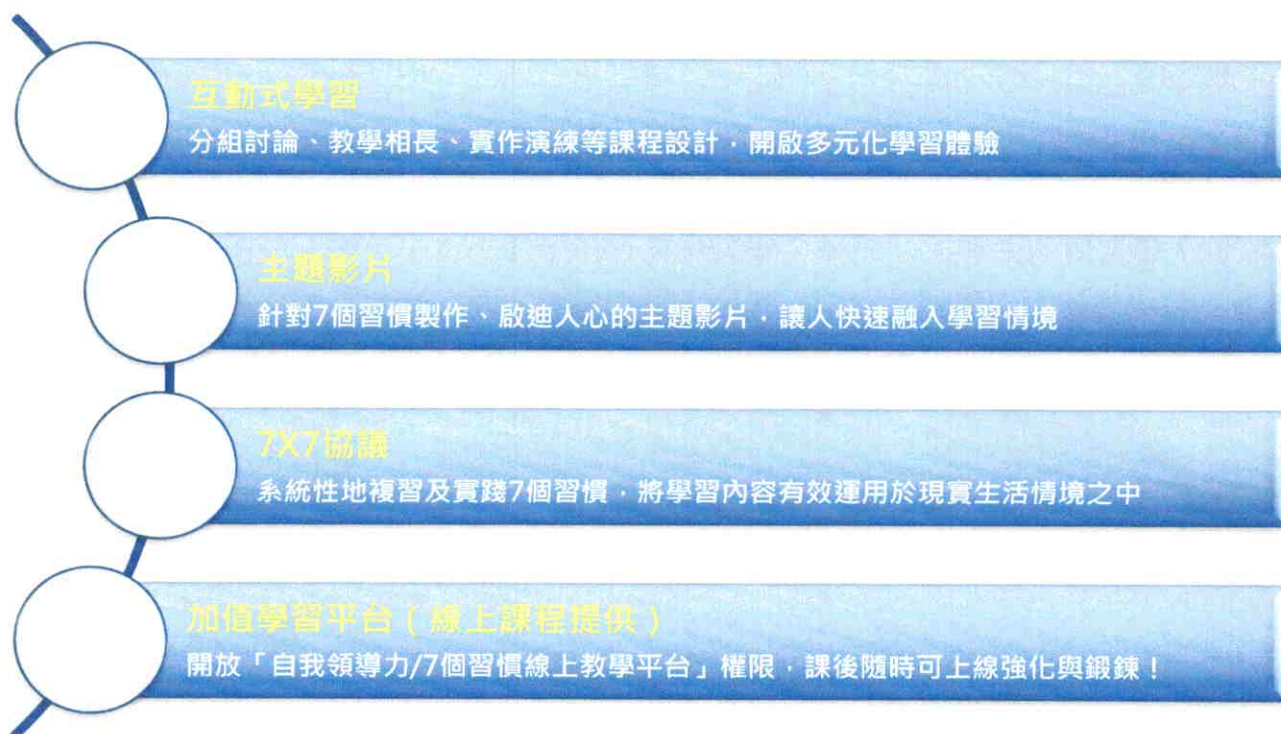 互動式學習
分組討論、教學相長、實作演練等課程設計，開啟多元化學習體驗
主題影片
針對7個習慣製作、啟迪人心的主題影片，讓人快速融入學習情境
7X7協議
系統性地複習及實踐7個習慣，將學習內容有效運用於現實生活情境之中
加值學習平台（線上課程提供）
開放「自我領導力/7個習慣線上教學平台」權限，課後隨時可上線強化與鍛鍊！